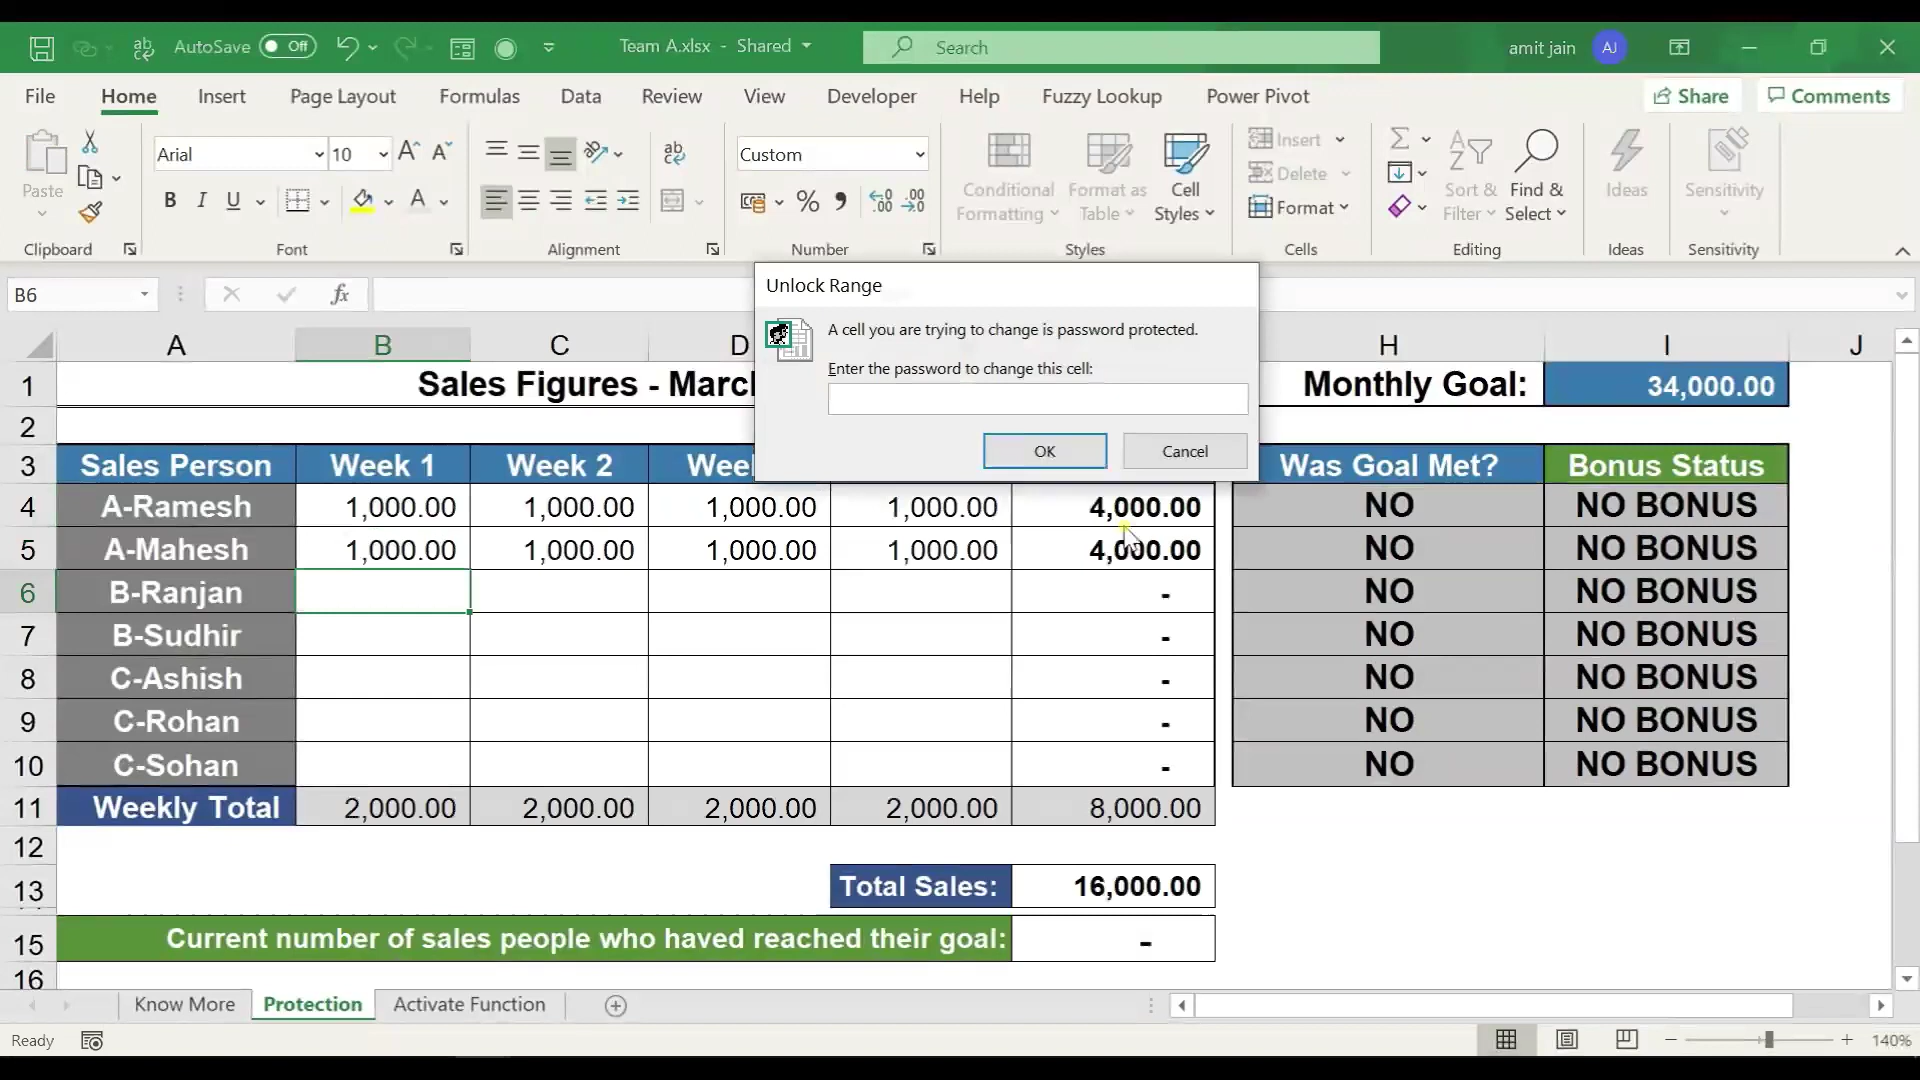 AutoSave Off Team A.xlsx - Shared Search amit jain AJ
File Home Insert Page Layout Formulas Data Review View Developer Help Fuzzy Lookup Power Pivot Share Comments
Paste Arial 10 A A ab Custom Insert Σ
B I U A % , Conditional Formatting Format as Table Cell Styles Delete Sort & Filter Find & Select Ideas Sensitivity
Format
Clipboard Font Alignment Number Styles Cells Editing Ideas Sensitivity
B6 fx
Unlock Range
A cell you are trying to change is password protected.
Enter the password to change this cell:
OK Cancel
A B C D H I J
1 Sales Figures - March Monthly Goal: 34,000.00
2
3 Sales Person Week 1 Week 2 Week Was Goal Met? Bonus Status
4 A-Ramesh 1,000.00 1,000.00 1,000.00 1,000.00 4,000.00 NO NO BONUS
5 A-Mahesh 1,000.00 1,000.00 1,000.00 1,000.00 4,000.00 NO NO BONUS
6 B-Ranjan - NO NO BONUS
7 B-Sudhir - NO NO BONUS
8 C-Ashish - NO NO BONUS
9 C-Rohan - NO NO BONUS
10 C-Sohan - NO NO BONUS
11 Weekly Total 2,000.00 2,000.00 2,000.00 2,000.00 8,000.00
12
13 Total Sales: 16,000.00
15 Current number of sales people who haved reached their goal: -
16
Know More Protection Activate Function
Ready 140%